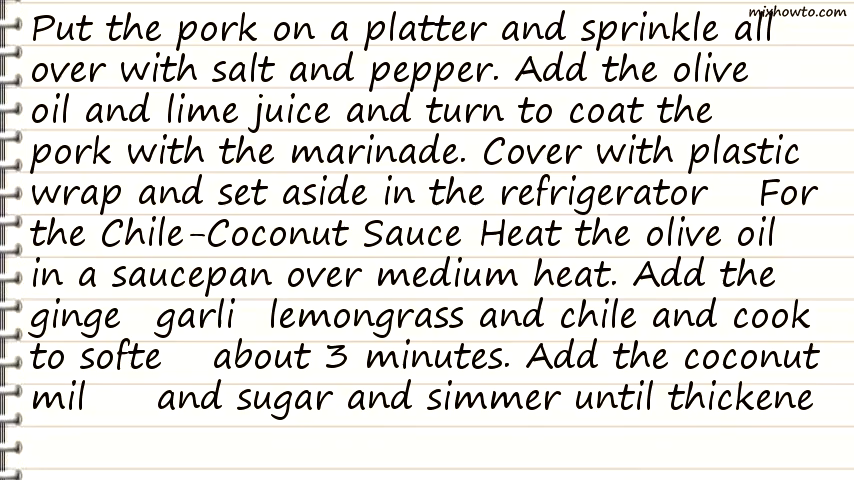 mixhowto.com
Put the pork on a platter and sprinkle all
over with salt and pepper. Add the olive
oil and lime juice and turn to coat the
pork with the marinade. Cover with plastic
wrap and set aside in the refrigerator For
the Chile-Coconut Sauce Heat the olive oil
in a saucepan over medium heat. Add the
ginge garli lemongrass and chile and cook
to softe about 3 minutes. Add the coconut
mil and sugar and simmer until thickene